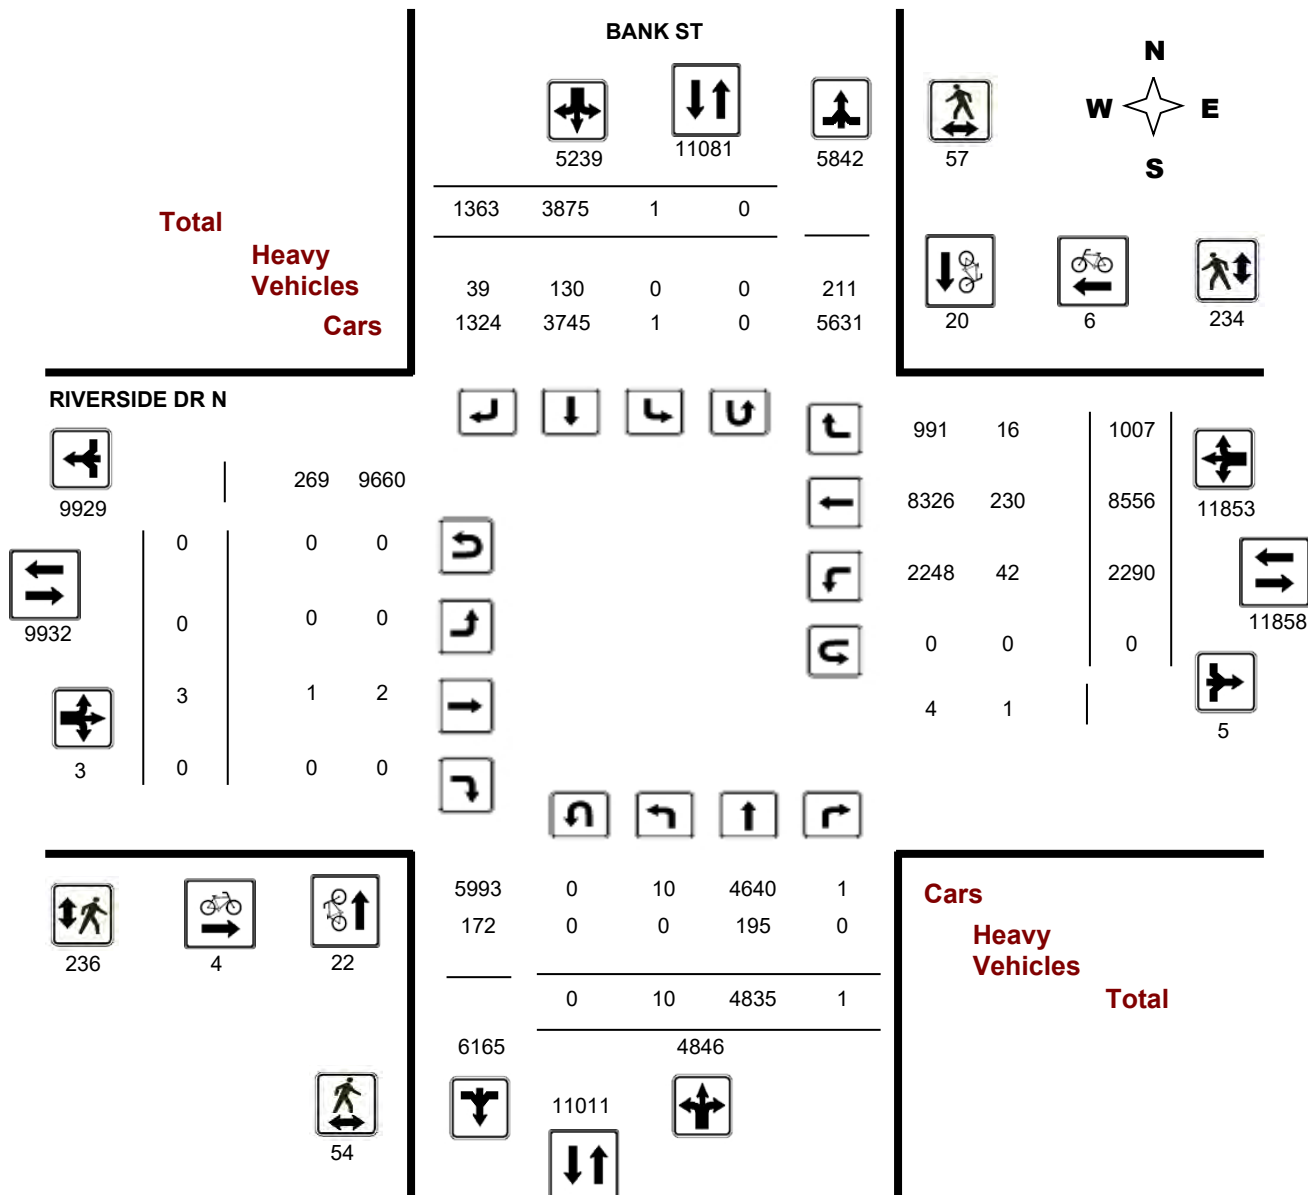 BANK ST
N
W E
S
5239 11081 5842 57
1363 3875 1 0
Total
Heavy
Vehicles
39 130 0 0 211
Cars
1324 3745 1 0 5631
20 6 234
RIVERSIDE DR N
991 16 1007
269 9660
9929
8326 230 8556 11853
0 0 0
2248 42 2290
9932
0 0 0
11858
0 0 0
3 1 2
4 1
5
3
0 0 0
5993 0 10 4640 1
Cars
172 0 0 195 0
Heavy
Vehicles
236 4 22
0 10 4835 1
Total
6165 4846
11011
54